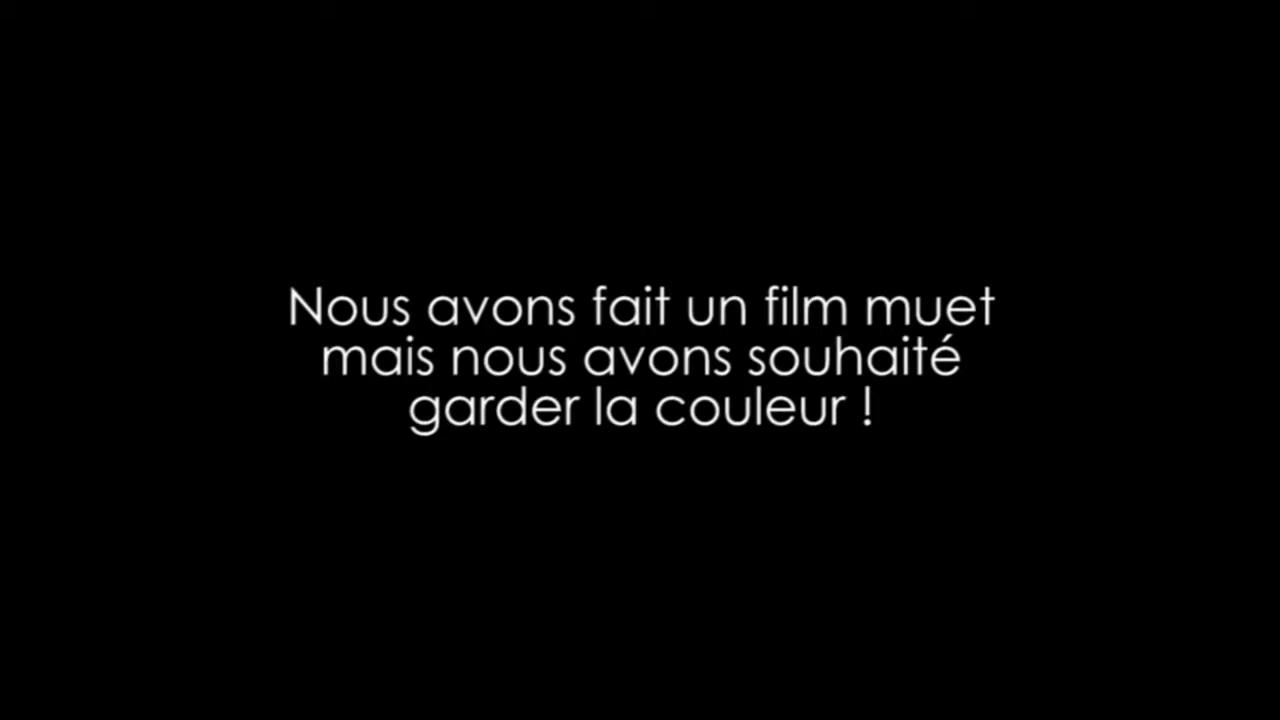 Nous avons fait un film muet
mais nous avons souhaité
garder la couleur !